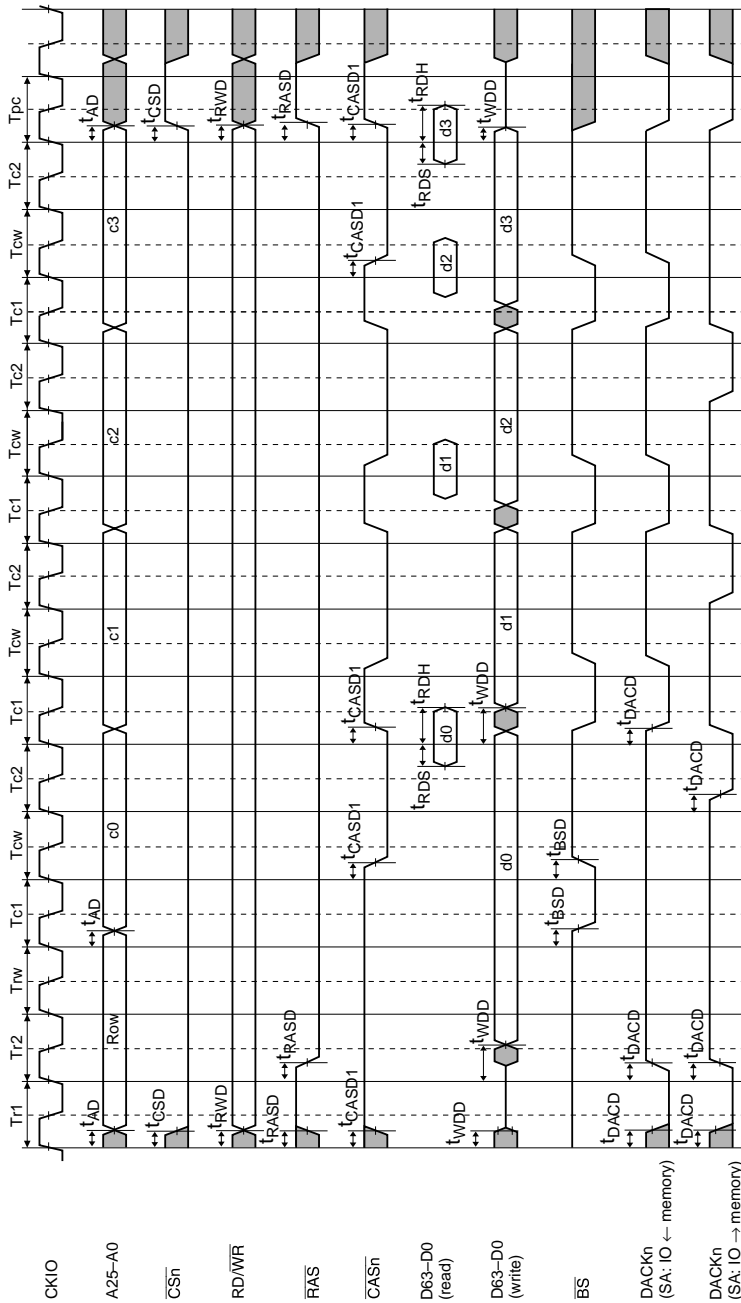 Tr1 Tr2 Trw Tc1 Tcw Tc2 Tc1 Tcw Tc2 Tc1 Tcw Tc2 Tc1 Tcw Tc2 Tpc
CKIO
A25–A0 tAD Row tAD c0 c1 c2 c3 tAD
CSn tCSD tCSD
RD/WR tRWD tRWD
RAS tRASD tRASD tRASD
CASn tCASD1 tCASD1 tCASD1 tCASD1 tCASD1
D63–D0
(read) tRDS d0 tRDH d1 d2 tRDS d3 tRDH
D63–D0
(write) tWDD tWDD d0 tWDD d1 d2 d3 tWDD
BS tBSD tBSD
DACKn
(SA: IO ← memory) tDACD tDACD tDACD
DACKn
(SA: IO → memory) tDACD tDACD tDACD